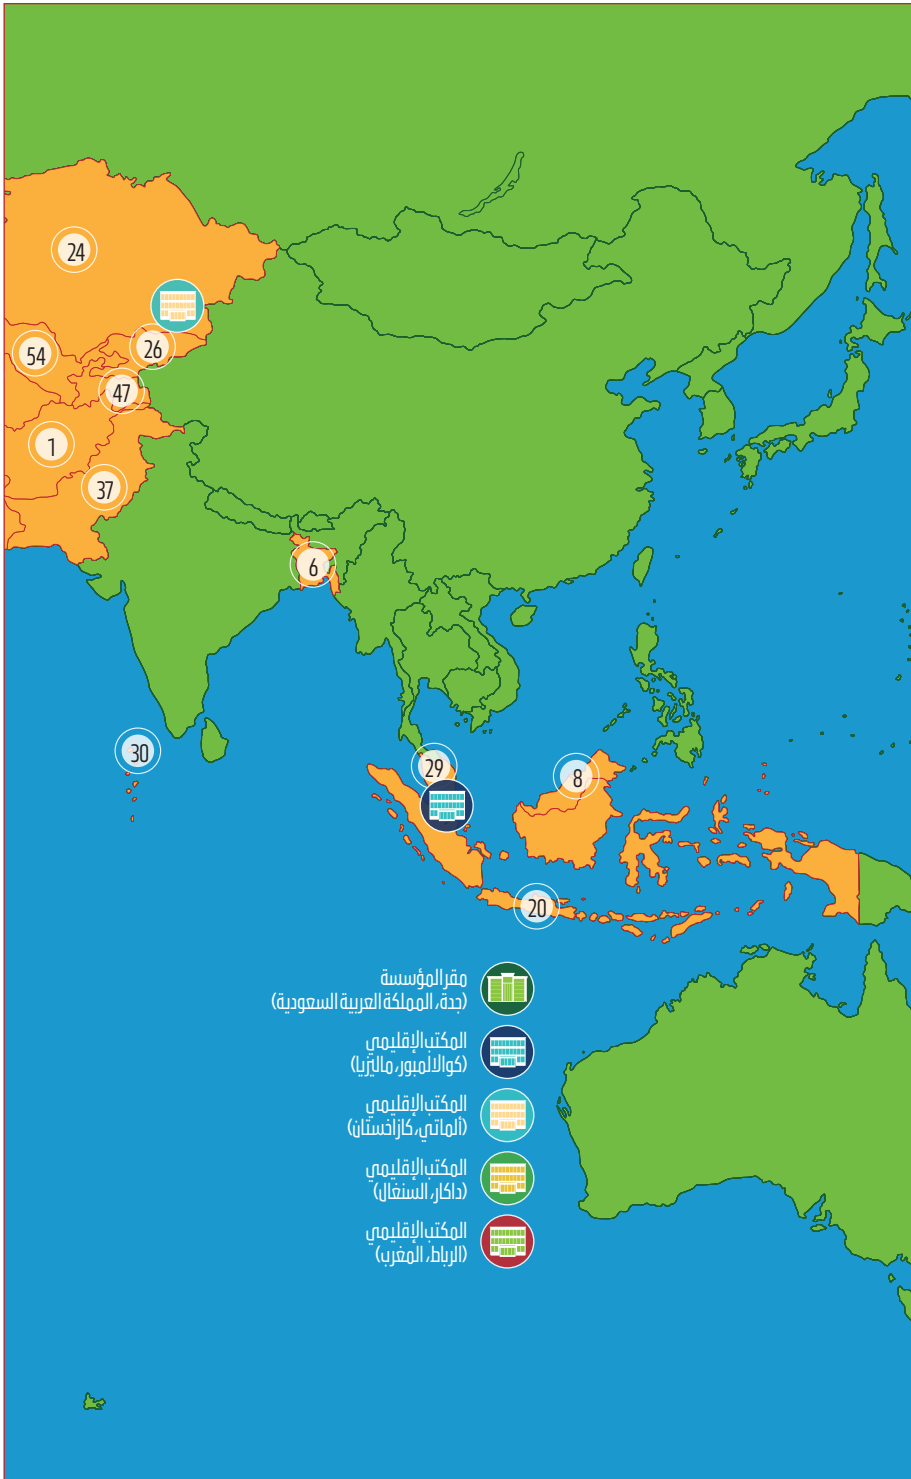 24
54
26
47
1
37
6
30
29
8
20
مقر المؤسسة
(جدة، المملكة العربية السعودية)
المكتب الإقليمي
(كوالالمبور، ماليزيا)
المكتب الإقليمي
(ألماتي، كازاخستان)
المكتب الإقليمي
(داكار، السنغال)
المكتب الإقليمي
(الرباط، المغرب)